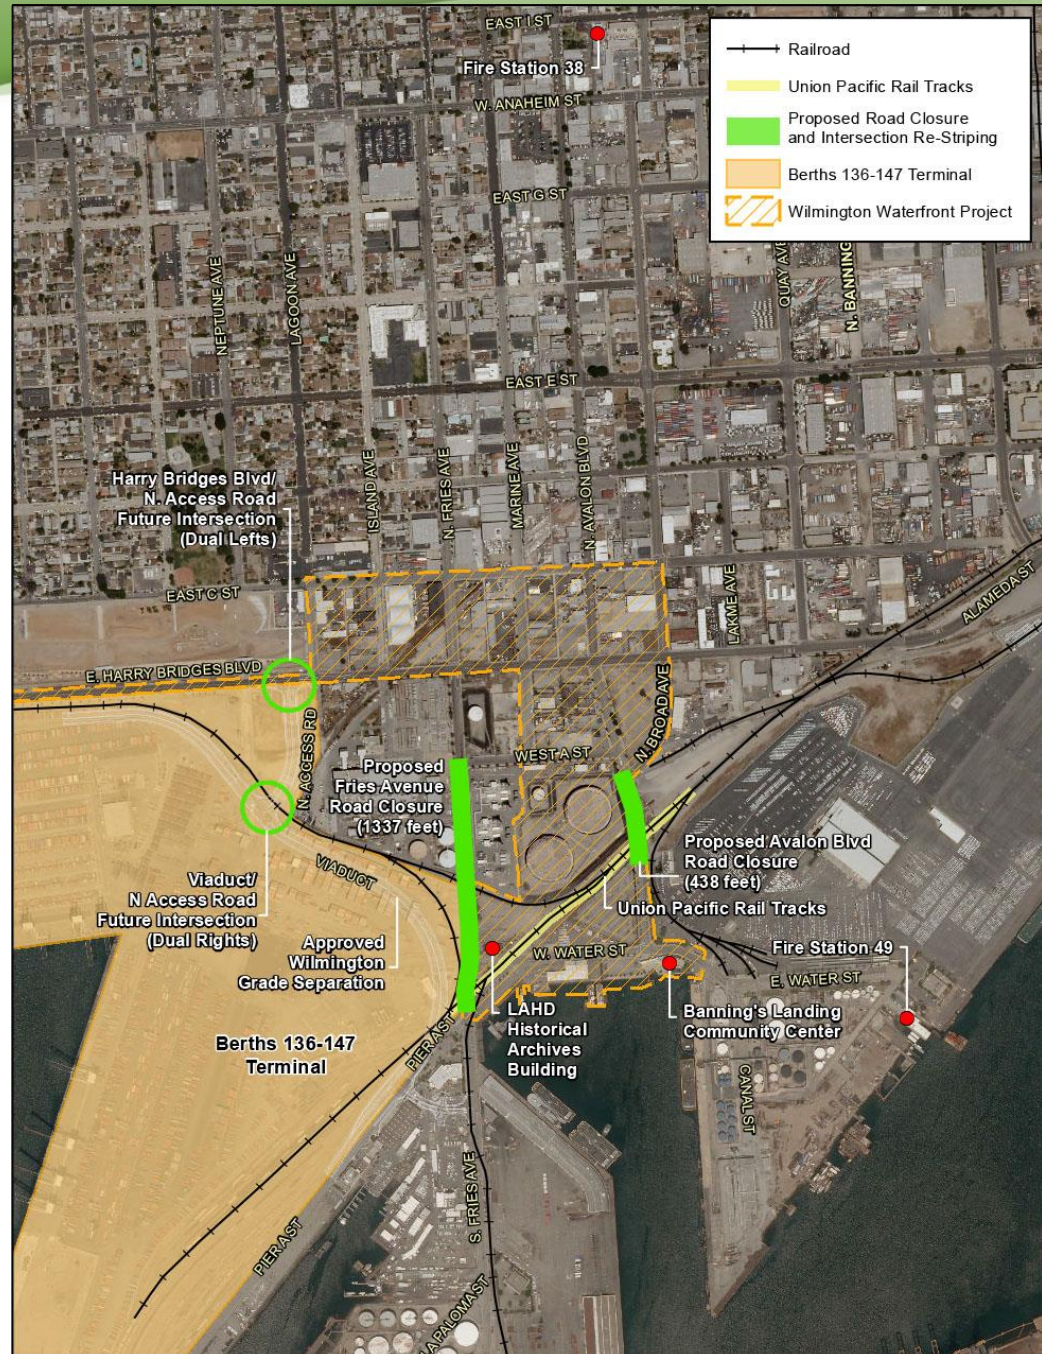 EAST I ST
Fire Station 38
W. ANAHEIM ST
Railroad
Union Pacific Rail Tracks
Proposed Road Closure
and Intersection Re-Striping
Berths 136-147 Terminal
Wilmington Waterfront Project
EAST G ST
NEPTUNE AVE
LAGOON AVE
QUAY AVE
N. BANNING
EAST E ST
ISLAND AVE
N. FRIES AVE
MARINE AVE
N. AVALON BLVD
Harry Bridges Blvd/
N. Access Road
Future Intersection
(Dual Lefts)
EAST C ST
LAKME AVE
ALAMEDA ST
E. HARRY BRIDGES BLVD
N. ACCESS RD
N. BROAD AVE
WEST A ST
Proposed
Fries Avenue
Road Closure
(1337 feet)
Proposed Avalon Blvd
Road Closure
(438 feet)
VIADUCT
Viaduct/
N Access Road
Future Intersection
(Dual Rights)
Union Pacific Rail Tracks
Approved
Wilmington
Grade Separation
W. WATER ST
Fire Station 49
E. WATER ST
LAHD
Historical
Archives
Building
Banning's Landing
Community Center
Berths 136-147
Terminal
PIER A ST
CANAL ST
S. FRIES AVE
PIER A ST
LA PALOMA ST